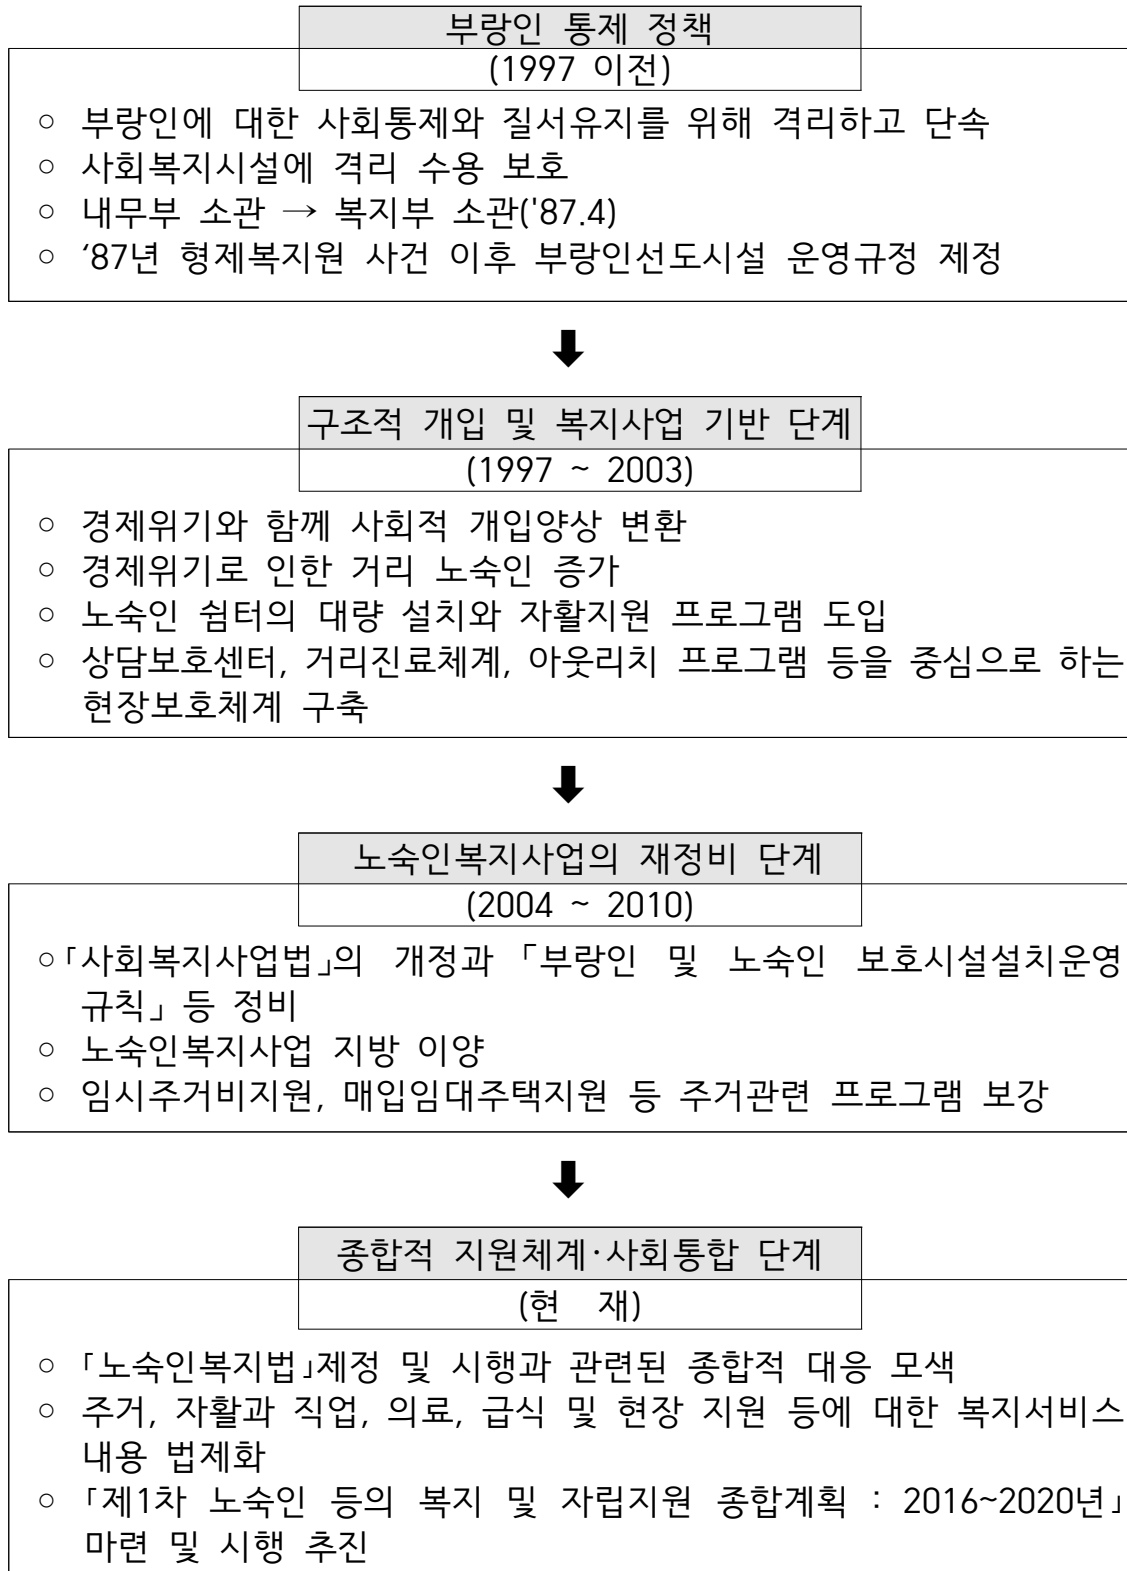 부랑인 통제 정책
(1997 이전)
○ 부랑인에 대한 사회통제와 질서유지를 위해 격리하고 단속
○ 사회복지시설에 격리 수용 보호
○ 내무부 소관 → 복지부 소관('87.4)
○ ‘87년 형제복지원 사건 이후 부랑인선도시설 운영규정 제정
구조적 개입 및 복지사업 기반 단계
(1997 ~ 2003)
○ 경제위기와 함께 사회적 개입양상 변환
○ 경제위기로 인한 거리 노숙인 증가
○ 노숙인 쉼터의 대량 설치와 자활지원 프로그램 도입
○ 상담보호센터, 거리진료체계, 아웃리치 프로그램 등을 중심으로 하는
현장보호체계 구축
노숙인복지사업의 재정비 단계
(2004 ~ 2010)
○「사회복지사업법」의 개정과 「부랑인 및 노숙인 보호시설설치운영
규칙」 등 정비
○ 노숙인복지사업 지방 이양
○ 임시주거비지원, 매입임대주택지원 등 주거관련 프로그램 보강
종합적 지원체계·사회통합 단계
(현 재)
○ 「노숙인복지법」제정 및 시행과 관련된 종합적 대응 모색
○ 주거, 자활과 직업, 의료, 급식 및 현장 지원 등에 대한 복지서비스
내용 법제화
○ 「제1차 노숙인 등의 복지 및 자립지원 종합계획 : 2016~2020년」
마련 및 시행 추진